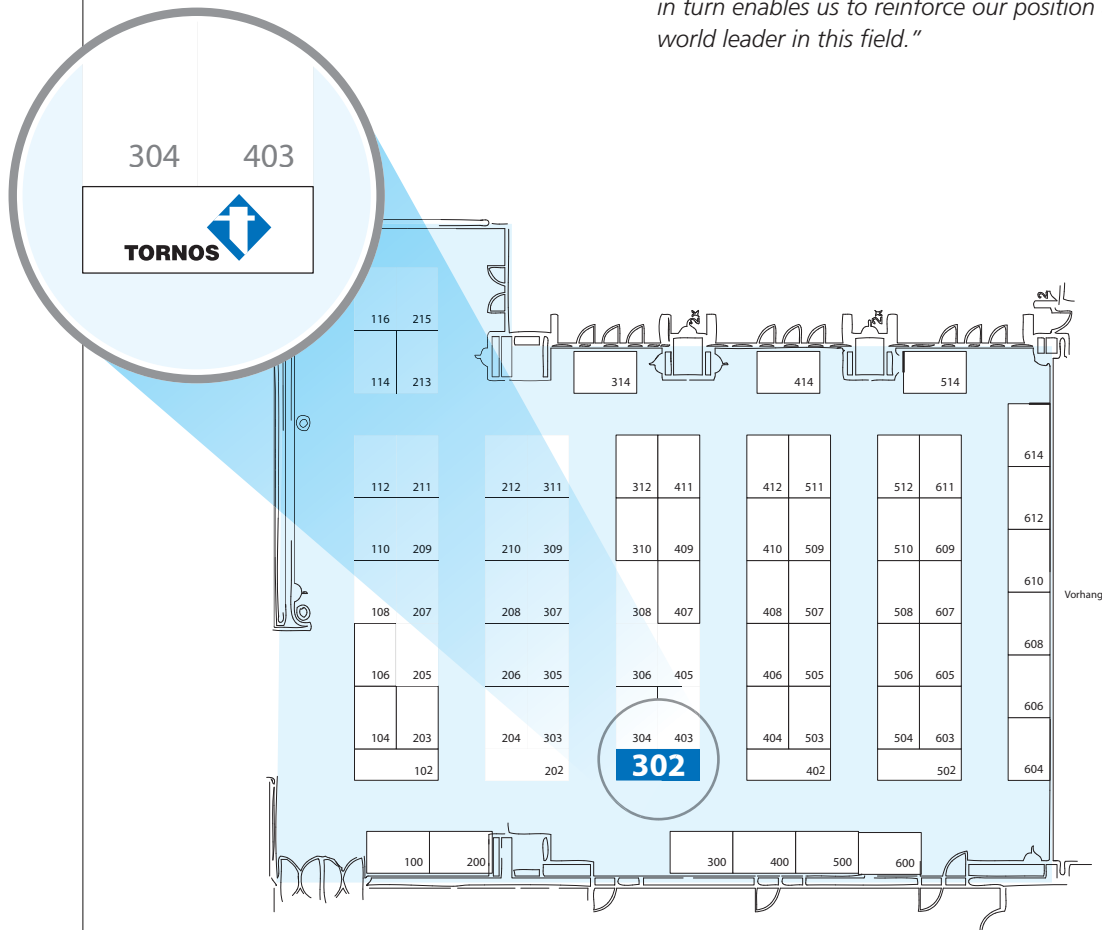 in turn enables us to reinforce our position
world leader in this field.”
304 403
TORNOS
116 215
2x 2x 2
114 213 314 414 514
614
112 211 212 311 312 411 412 511 512 611
612
110 209 210 309 310 409 410 509 510 609
610
Vorhang
108 207 208 307 308 407 408 507 508 607
608
106 205 206 305 306 405 406 505 506 605
606
104 203 204 303 304 403 404 503 504 603
102 202 302 402 502 604
100 200 300 400 500 600